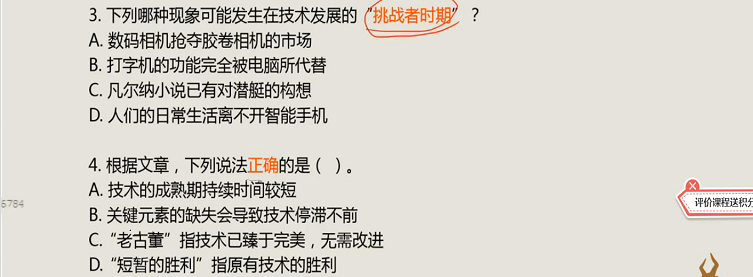 3. 下列哪种现象可能发生在技术发展的“挑战者时期”？
A. 数码相机抢夺胶卷相机的市场
B. 打字机的功能完全被电脑所代替
C. 凡尔纳小说已有对潜艇的构想
D. 人们的日常生活离不开智能手机
4. 根据文章，下列说法正确的是（  ）。
A. 技术的成熟期持续时间较短
6784
评价课程送积分
B. 关键元素的缺失会导致技术停滞不前
C.“老古董”指技术已臻于完美，无需改进
D.“短暂的胜利”指原有技术的胜利